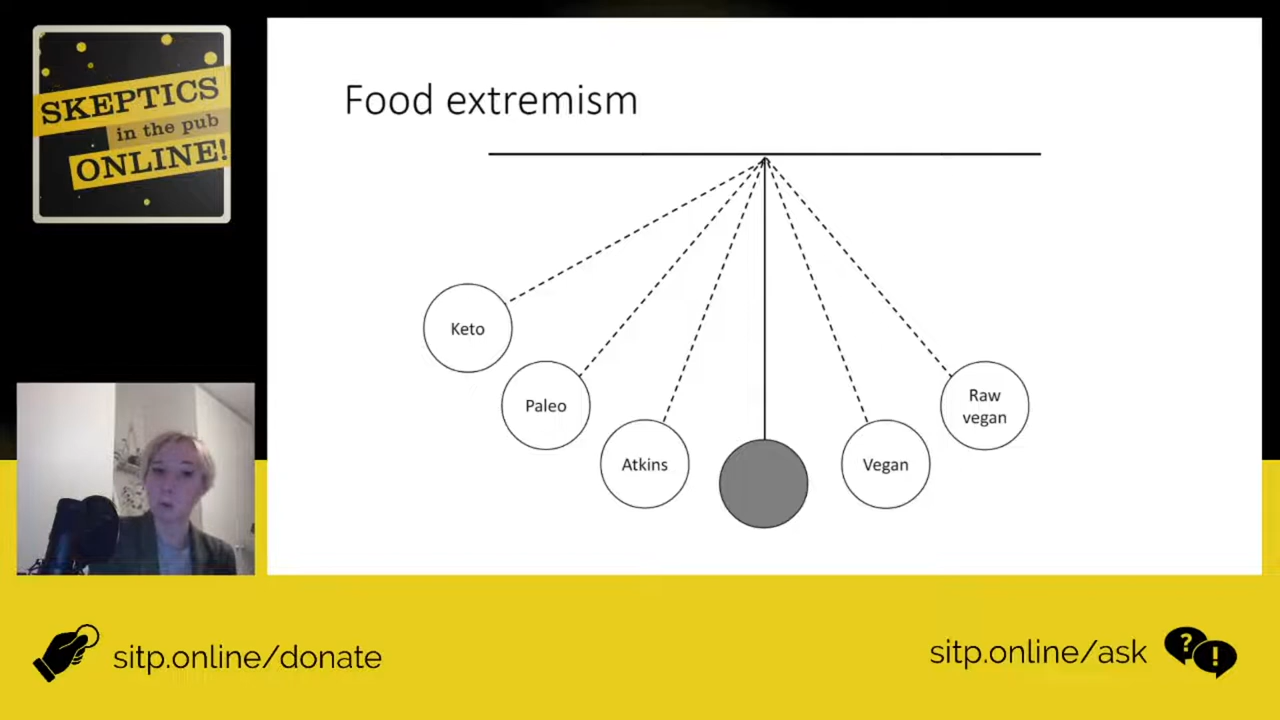 SKEPTICS
in the pub
ONLINE!
Food extremism
Keto
Paleo
Atkins
Vegan
Raw
vegan
sitp.online/donate
sitp.online/ask
?
!